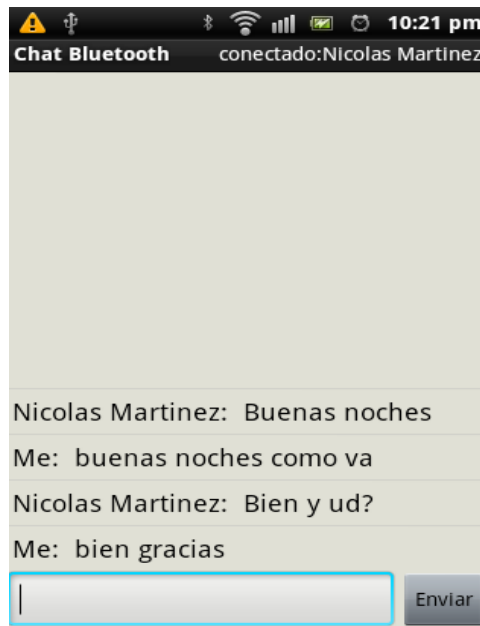 10:21 pm
Chat Bluetooth conectado:Nicolas Martinez
Nicolas Martinez: Buenas noches
Me: buenas noches como va
Nicolas Martinez: Bien y ud?
Me: bien gracias
Enviar